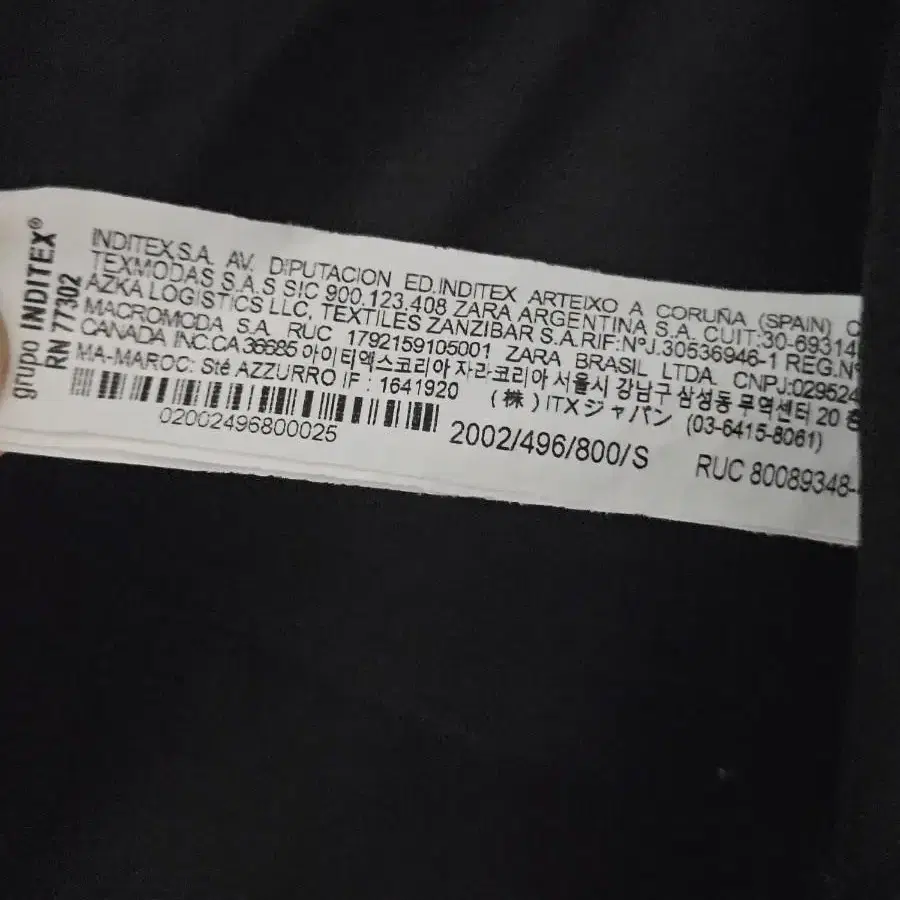 grupo INDITEX®
RN 77302
INDITEX,S.A. AV. DIPUTACION ED.INDITEX ARTEIXO A CORUÑA (SPAIN) C
TEXMODAS S.A.S SIC 900.123.408 ZARA ARGENTINA S.A. CUIT:30-69314
AZKA LOGISTICS LLC, TEXTILES ZANZIBAR S.A.RIF:NºJ.30536946-1 REG.Nº
MACROMODA S.A. RUC 1792159105001 ZARA BRASIL LTDA. CNPJ:029524
CANADA INC.CA 36685 아이티엑스코리아 자라코리아 서울시 강남구 삼성동 무역센터 20 층
MA-MAROC: Sté AZZURRO IF : 1641920 (株) ITXジャパン (03-6415-8061)
02002496800025
2002/496/800/S
RUC 80089348-